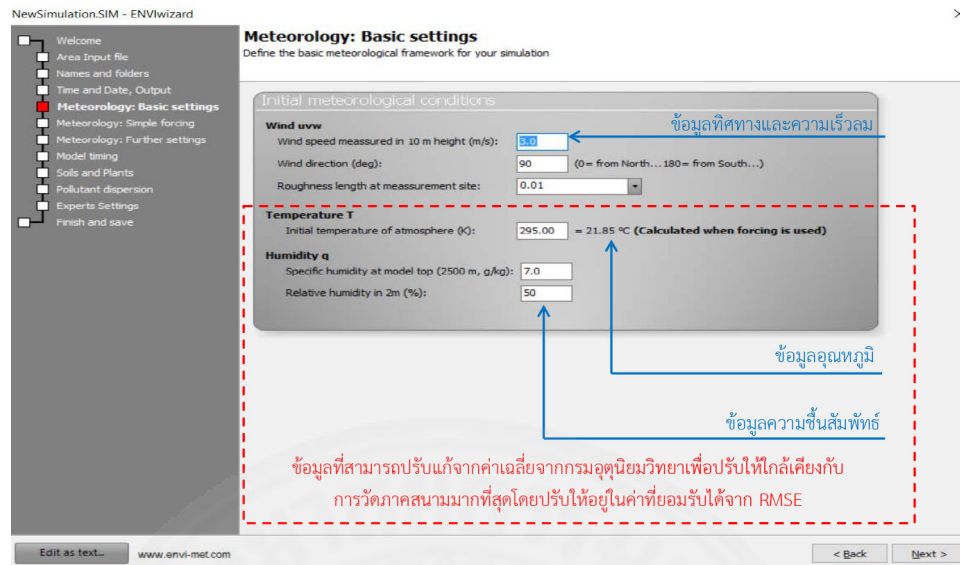 NewSimulation.SIM - ENVIwizard
Welcome
Area Input file
Names and folders
Time and Date, Output
Meteorology: Basic settings
Meteorology: Simple forcing
Meteorology: Further settings
Model timing
Soils and Plants
Pollutant dispersion
Experts Settings
Finish and save
Meteorology: Basic settings
Define the basic meteorological framework for your simulation
Initial meteorological conditions
Wind uvw
ข้อมูลทิศทางและความเร็วลม
Wind speed meassured in 10 m height (m/s): 3.0
Wind direction (deg): 90 (0= from North...180= from South...)
Roughness length at meassurement site: 0.01
Temperature T
Initial temperature of atmosphere (K): 295.00 = 21.85 ºC (Calculated when forcing is used)
Humidity q
Specific humidity at model top (2500 m, g/kg): 7.0
Relative humidity in 2m (%): 50
ข้อมูลอุณหภูมิ
ข้อมูลความชื้นสัมพัทธ์
ข้อมูลที่สามารถปรับแก้จากค่าเฉลี่ยจากกรมอุตุนิยมวิทยาเพื่อปรับให้ใกล้เคียงกับ
การวัดภาคสนามมากที่สุดโดยปรับให้อยู่ในค่าที่ยอมรับได้จาก RMSE
Edit as text... www.envi-met.com < Back Next >